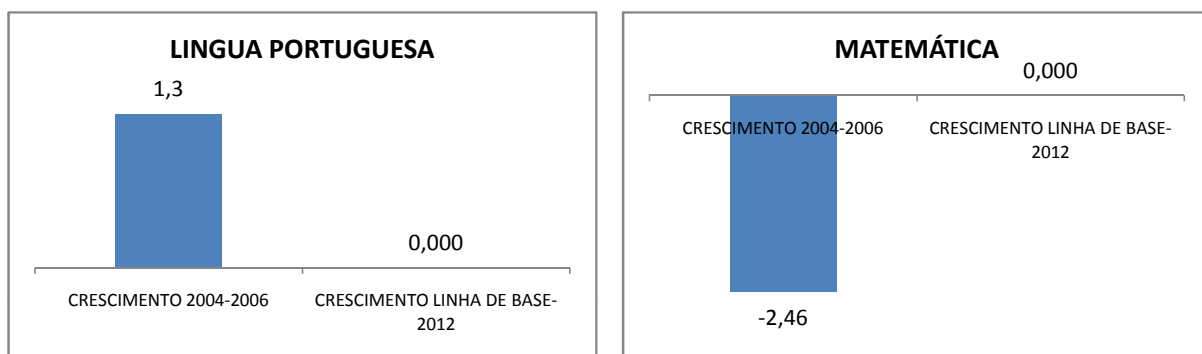 LINGUA PORTUGUESA
1,3
0,000
CRESCIMENTO 2004-2006
CRESCIMENTO LINHA DE BASE-
2012
MATEMÁTICA
0,000
CRESCIMENTO 2004-2006
CRESCIMENTO LINHA DE BASE-
2012
-2,46